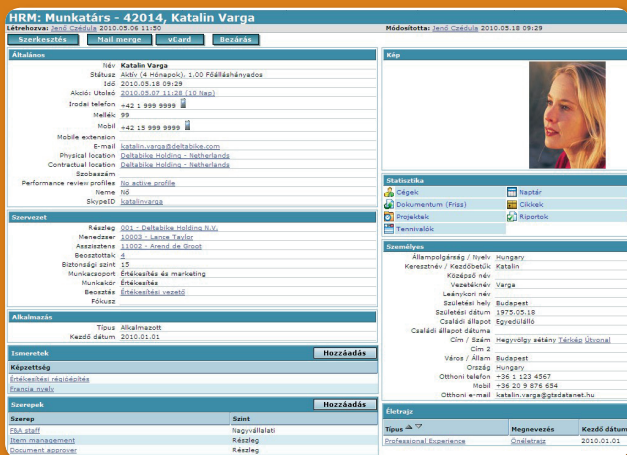 HRM: Munkatárs - 42014, Katalin Varga
Létrehozva: Jenő Czédula 2010.05.06 11:50
Módosította: Jenő Czédula 2010.05.18 09:29
Szerkesztés Mail merge vCard Bezárás
Általános
Név Katalin Varga
Státusz Aktív (4 Hónapok), 1.00 Főálláshányados
Idő 2010.05.18 09:29
Akció: Utolsó 2010.05.07 11:28 (10 Nap)
Irodai telefon +42 1 999 9999
Mellék 99
Mobil +42 15 999 9999
Mobile extension
E-mail katalin.varga@deltabike.com
Physical location Deltabike Holding - Netherlands
Contractual location Deltabike Holding - Netherlands
Szobaszám
Performance review profiles No active profile
Neme Nő
SkypeID katalinvarga
Szervezet
Részleg 001 - Deltabike Holding N.V.
Menedzser 10003 - Lance Taylor
Asszisztens 11002 - Arend de Groot
Beosztottak 4
Biztonsági szint 15
Munkacsoport Értékesítés és marketing
Munkakör Értékesítés
Beosztás Értékesítési vezető
Fókusz
Alkalmazás
Típus Alkalmazott
Kezdő dátum 2010.01.01
Ismeretek Hozzáadás
Képzettség
Értékesítési régióépítés
Francia nyelv
Szerepek Hozzáadás
Szerep Szint
F&A staff Nagyvállalati
Item management Részleg
Document approver Részleg
Kép
Statisztika
Cégek Naptár
Dokumentum (Friss) Cikkek
Projektek Riportok
Tennivalók
Személyes
Állampolgárság / Nyelv Hungary
Keresztnév / Kezdőbetűk Katalin
Középső név
Vezetéknév Varga
Leánykori név
Születési hely Budapest
Születési dátum 1975.05.18
Családi állapot Egyedülálló
Családi állapot dátuma
Cím / Szám Hegyvölgy sétány Térkép Útvonal
Cím 2
Város / Állam Budapest
Ország Hungary
Otthoni telefon +36 1 123 4567
Mobil +36 20 9 876 654
Otthoni e-mail katalin.varga@gtsdatanet.hu
Életrajz
Típus Megnevezés Kezdő dátum
Professional Experience Önéletrajz 2010.01.01